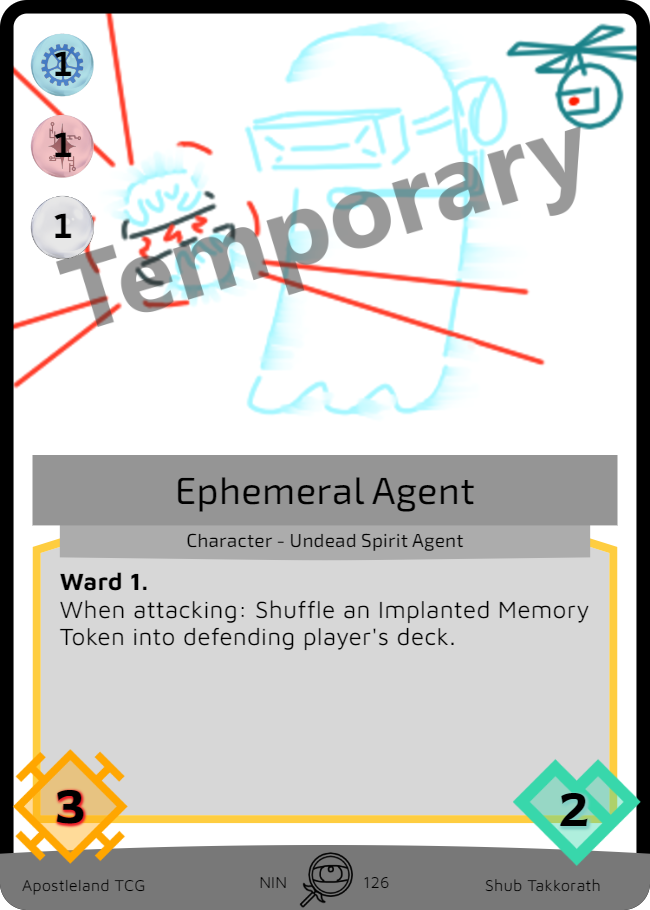 1
1
1
Temporary
Ephemeral Agent
Character - Undead Spirit Agent
Ward 1.
When attacking: Shuffle an Implanted Memory
Token into defending player's deck.
3
2
Apostleland TCG
NIN
126
Shub Takkorath